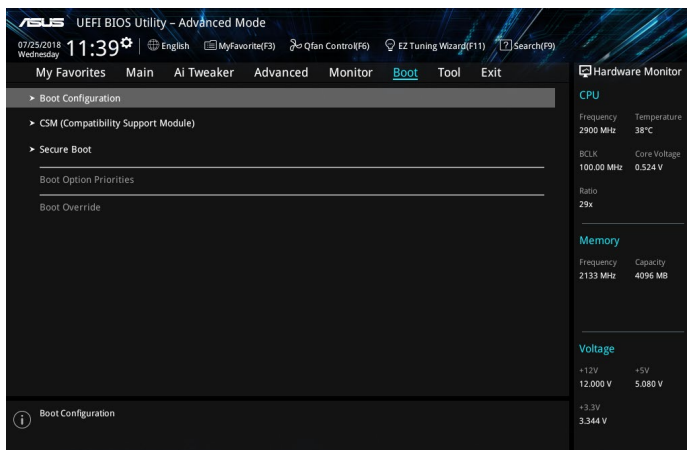 ASUS UEFI BIOS Utility – Advanced Mode
07/25/2018
Wednesday
11:39
English
MyFavorite(F3)
Qfan Control(F6)
EZ Tuning Wizard(F11)
? Search(F9)
My Favorites Main Ai Tweaker Advanced Monitor Boot Tool Exit
> Boot Configuration
> CSM (Compatibility Support Module)
> Secure Boot
Boot Option Priorities
Boot Override
i Boot Configuration
Hardware Monitor
CPU
Frequency Temperature
2900 MHz 38°C
BCLK Core Voltage
100.00 MHz 0.524 V
Ratio
29x
Memory
Frequency Capacity
2133 MHz 4096 MB
Voltage
+12V +5V
12.000 V 5.080 V
+3.3V
3.344 V